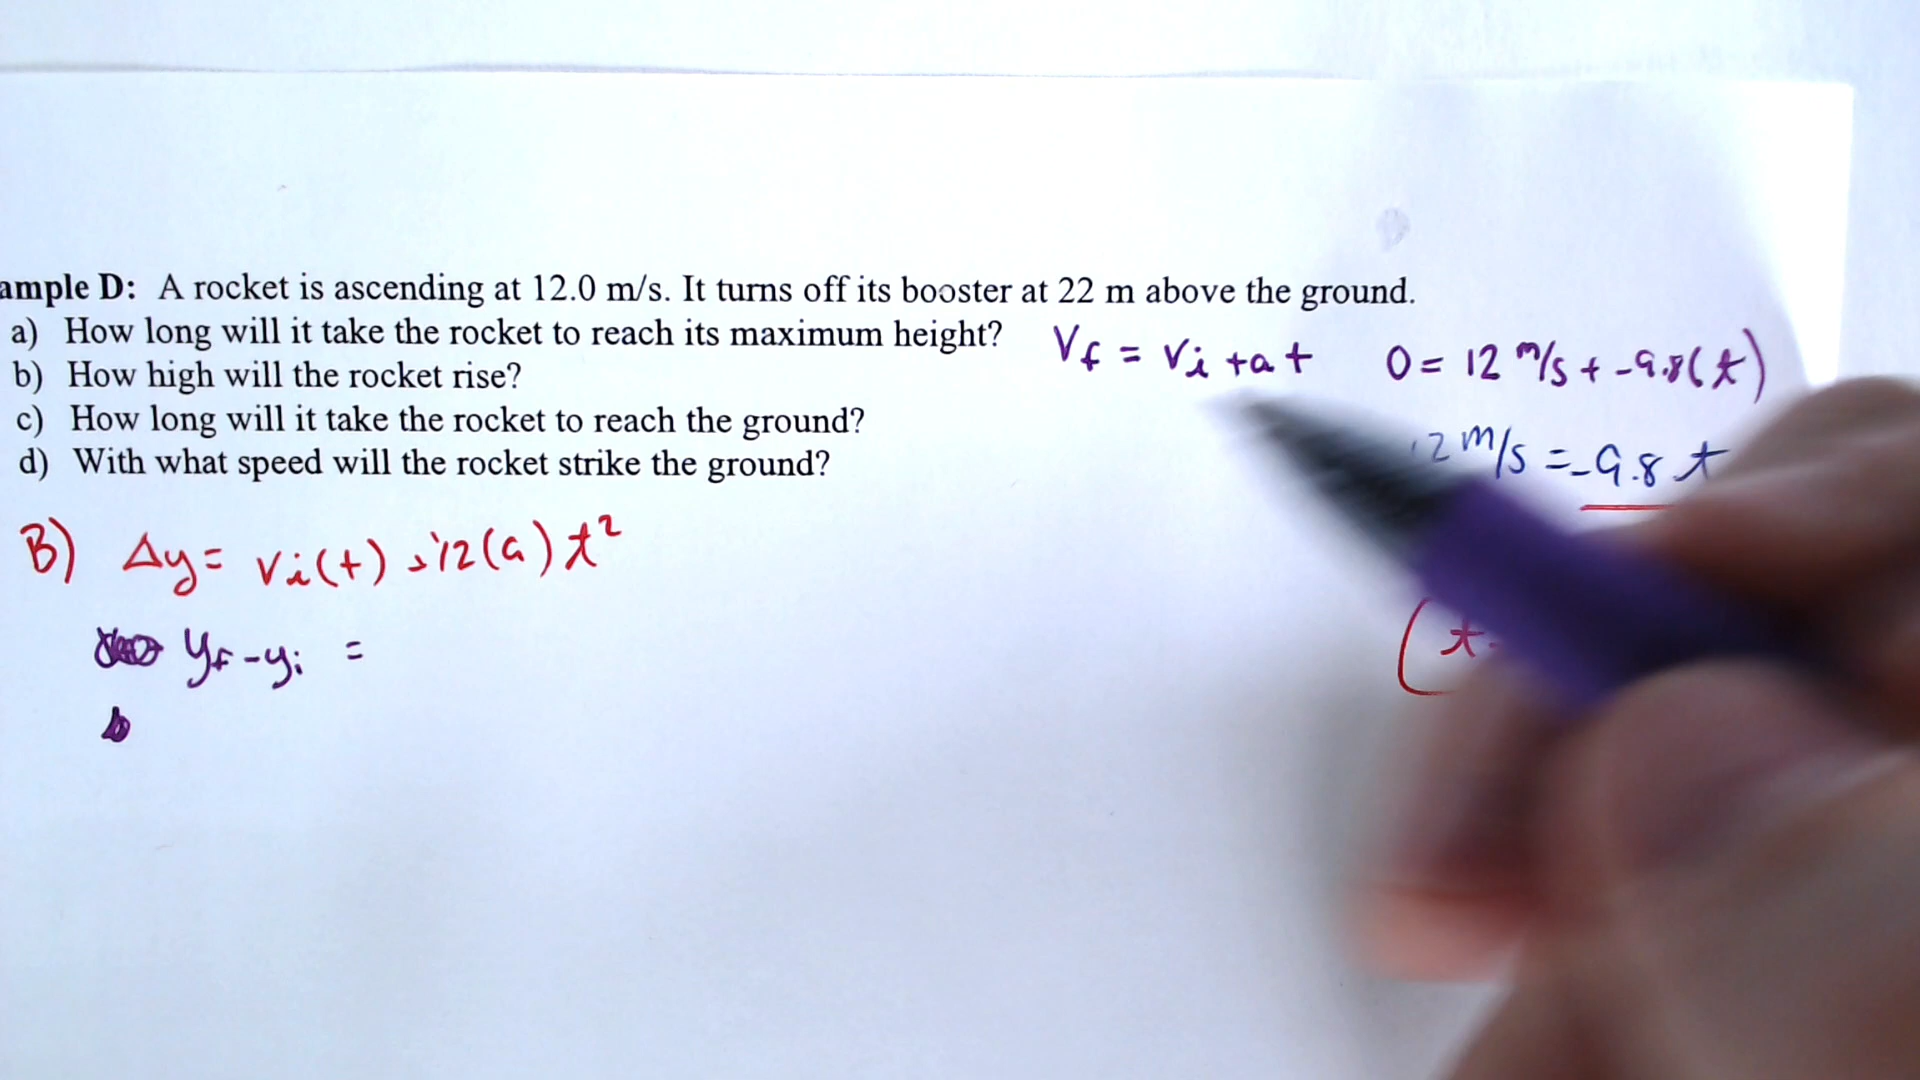 ample D: A rocket is ascending at 12.0 m/s. It turns off its booster at 22 m above the ground.
a) How long will it take the rocket to reach its maximum height?
Vf = Vi + at
0 = 12 m/s + -9.8(t)
b) How high will the rocket rise?
c) How long will it take the rocket to reach the ground?
12 m/s = -9.8 t
d) With what speed will the rocket strike the ground?
B) Δy = Vi(t) + 1/2(a)t²
yf - yi =
(t